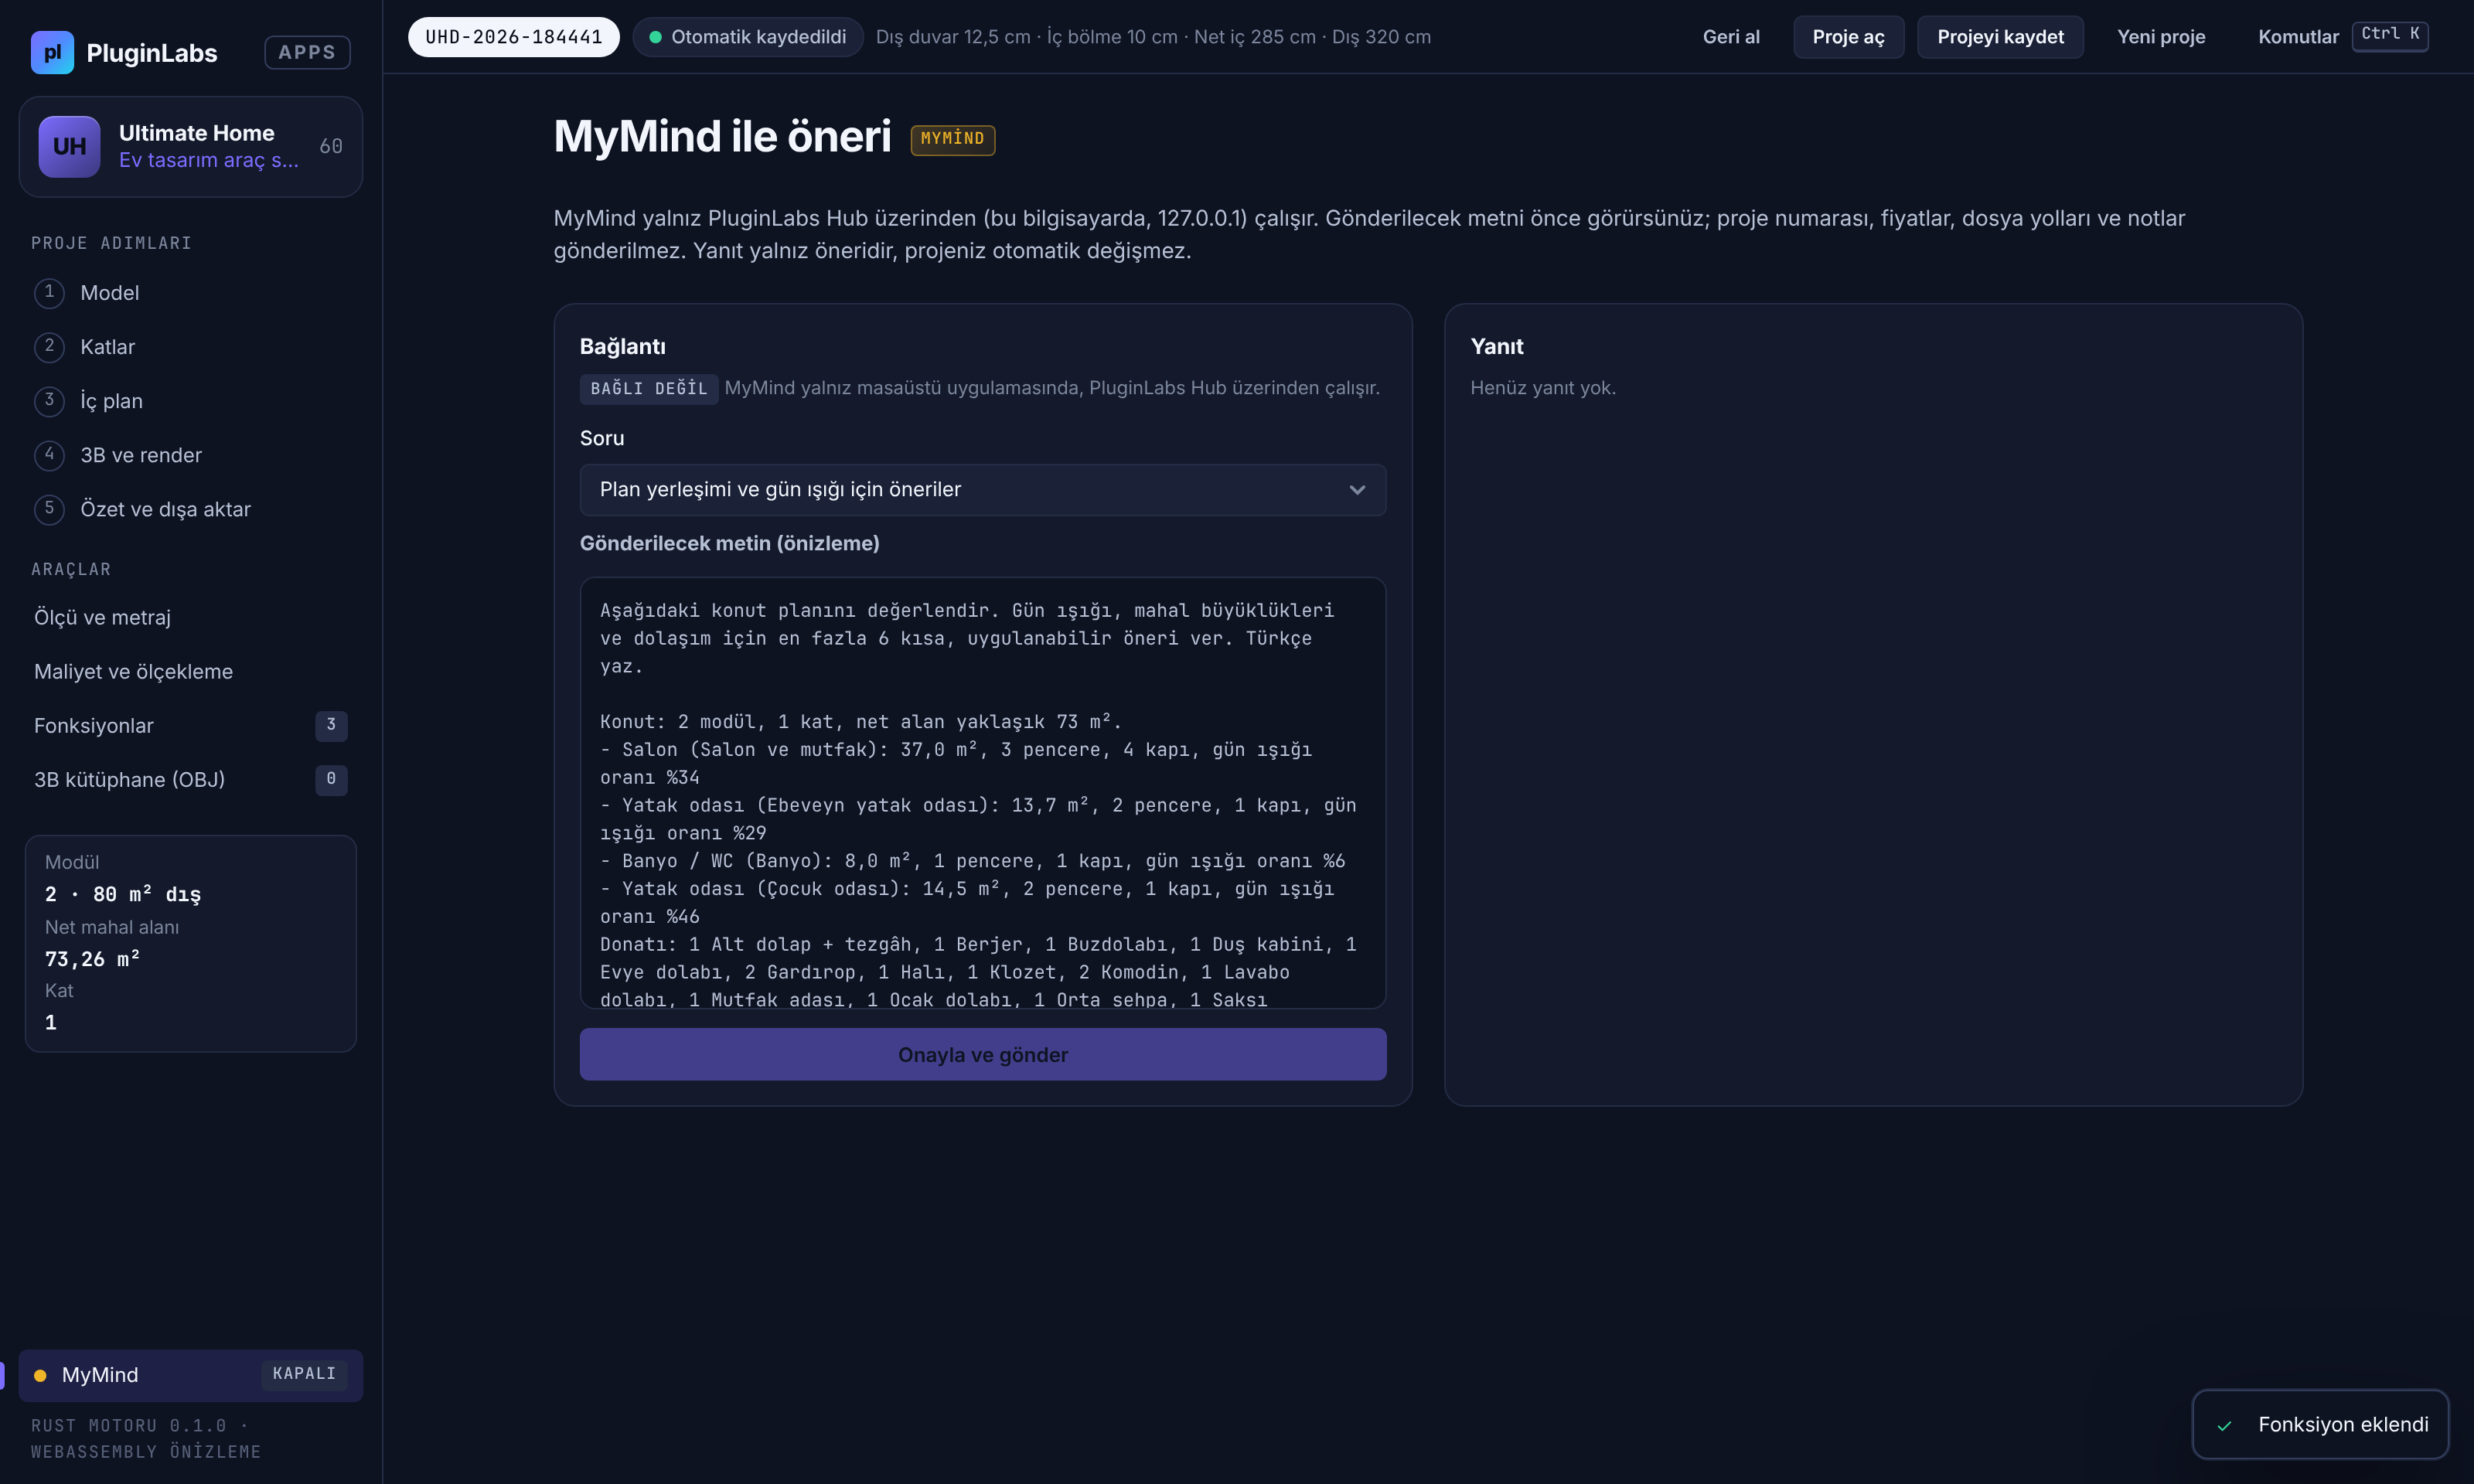 pl PluginLabs APPS
UH Ultimate Home 60
Ev tasarım araç s...
PROJE ADIMLARI
1 Model
2 Katlar
3 İç plan
4 3B ve render
5 Özet ve dışa aktar
ARAÇLAR
Ölçü ve metraj
Maliyet ve ölçekleme
Fonksiyonlar 3
3B kütüphane (OBJ) 0
Modül
2 · 80 m² dış
Net mahal alanı
73,26 m²
Kat
1
MyMind KAPALI
RUST MOTORU 0.1.0 ·
WEBASSEMBLY ÖNİZLEME
UHD-2026-184441 Otomatik kaydedildi Dış duvar 12,5 cm · İç bölme 10 cm · Net iç 285 cm · Dış 320 cm Geri al Proje aç Projeyi kaydet Yeni proje Komutlar Ctrl K
MyMind ile öneri MYMİND
MyMind yalnız PluginLabs Hub üzerinden (bu bilgisayarda, 127.0.0.1) çalışır. Gönderilecek metni önce görürsünüz; proje numarası, fiyatlar, dosya yolları ve notlar
gönderilmez. Yanıt yalnız öneridir, projeniz otomatik değişmez.
Bağlantı
BAĞLI DEĞİL MyMind yalnız masaüstü uygulamasında, PluginLabs Hub üzerinden çalışır.
Soru
Plan yerleşimi ve gün ışığı için öneriler
Gönderilecek metin (önizleme)
Aşağıdaki konut planını değerlendir. Gün ışığı, mahal büyüklükleri
ve dolaşım için en fazla 6 kısa, uygulanabilir öneri ver. Türkçe
yaz.
Konut: 2 modül, 1 kat, net alan yaklaşık 73 m².
- Salon (Salon ve mutfak): 37,0 m², 3 pencere, 4 kapı, gün ışığı
oranı %34
- Yatak odası (Ebeveyn yatak odası): 13,7 m², 2 pencere, 1 kapı, gün
ışığı oranı %29
- Banyo / WC (Banyo): 8,0 m², 1 pencere, 1 kapı, gün ışığı oranı %6
- Yatak odası (Çocuk odası): 14,5 m², 2 pencere, 1 kapı, gün ışığı
oranı %46
Donatı: 1 Alt dolap + tezgâh, 1 Berjer, 1 Buzdolabı, 1 Duş kabini, 1
Evye dolabı, 2 Gardırop, 1 Halı, 1 Klozet, 2 Komodin, 1 Lavabo
dolabı, 1 Mutfak adası, 1 Ocak dolabı, 1 Orta sehpa, 1 Saksı
Onayla ve gönder
Yanıt
Henüz yanıt yok.
Fonksiyon eklendi